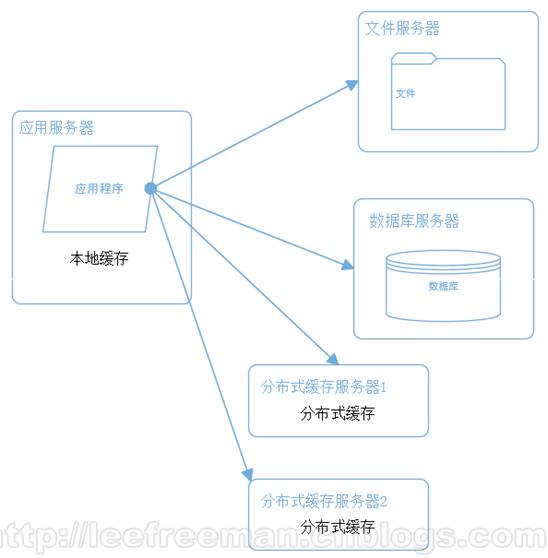 文件服务器
文件
应用服务器
应用程序
本地缓存
数据库服务器
数据库
分布式缓存服务器1
分布式缓存
分布式缓存服务器2
分布式缓存
http://leefreeman.cnblogs.com